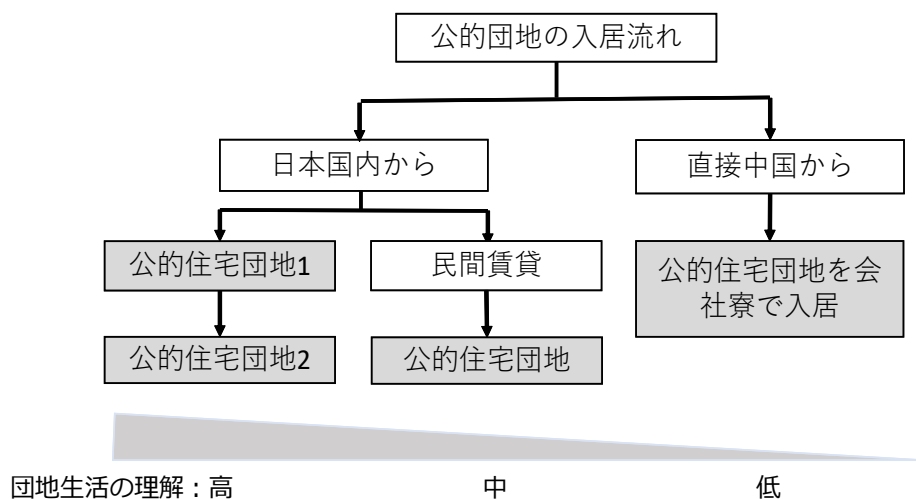 公的団地の入居流れ
日本国内から
直接中国から
公的住宅団地1
民間賃貸
公的住宅団地を会
社寮で入居
公的住宅団地2
公的住宅団地
団地生活の理解：高 中 低